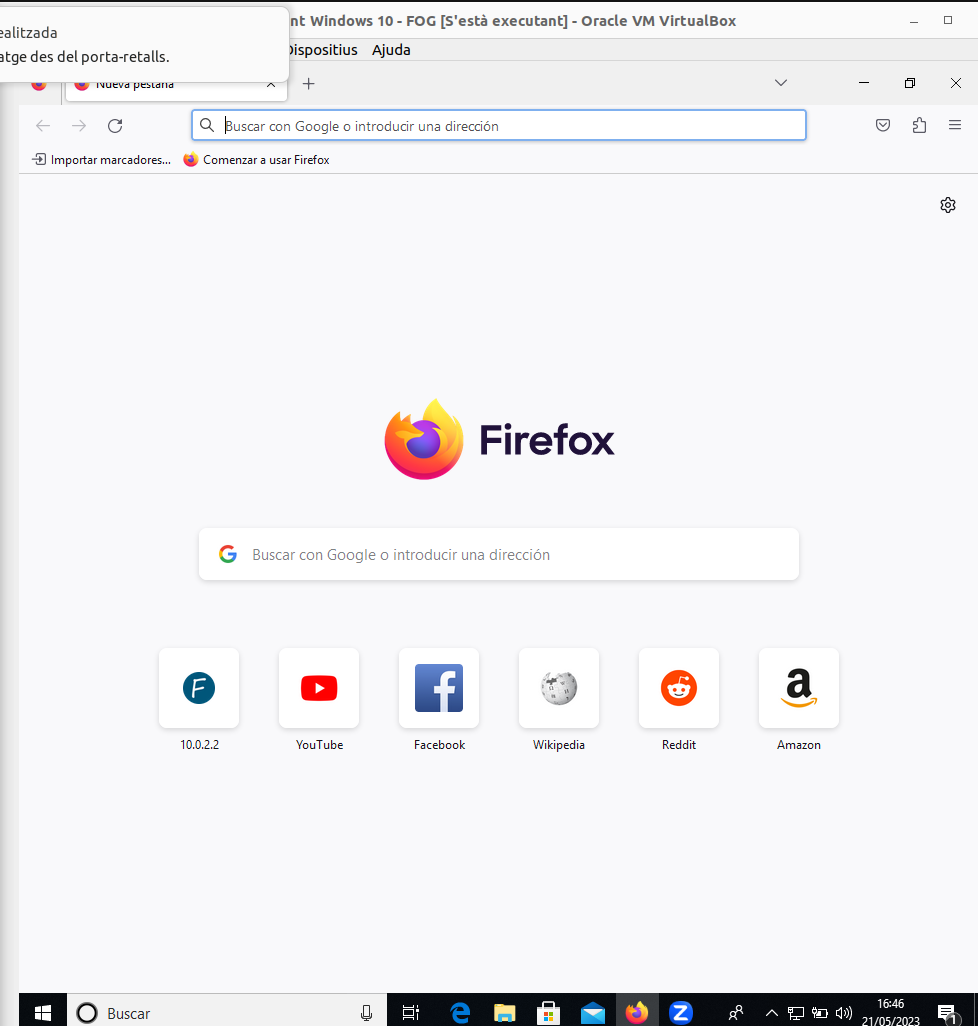 nt Windows 10 - FOG [S'està executant] - Oracle VM VirtualBox
ealitzada
atge des del porta-retalls.
Dispositius Ajuda
Nueva pestaña
Buscar con Google o introducir una dirección
Importar marcadores... Comenzar a usar Firefox
Firefox
Buscar con Google o introducir una dirección
10.0.2.2 YouTube Facebook Wikipedia Reddit Amazon
Buscar
16:46
21/05/2023
1